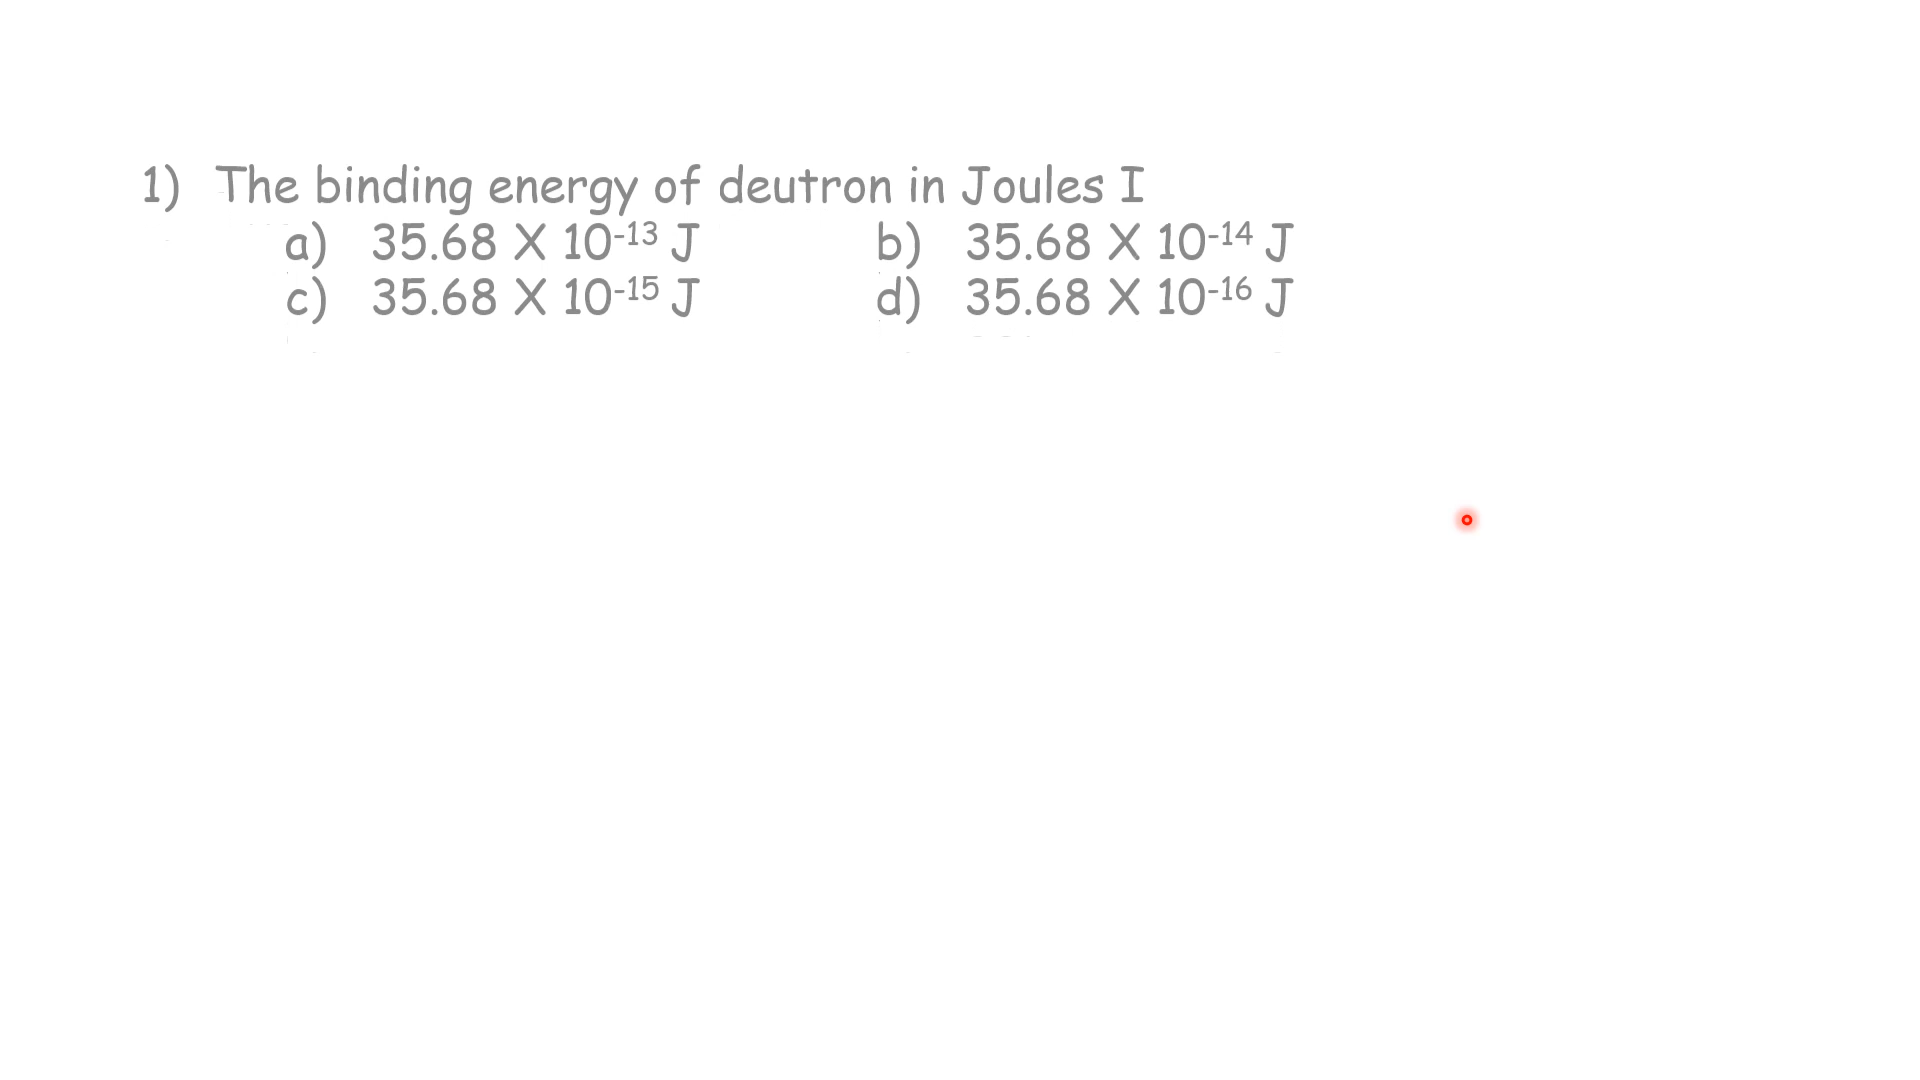 1) The binding energy of deutron in Joules I
a) 35.68 X 10⁻¹³ J b) 35.68 X 10⁻¹⁴ J
c) 35.68 X 10⁻¹⁵ J d) 35.68 X 10⁻¹⁶ J